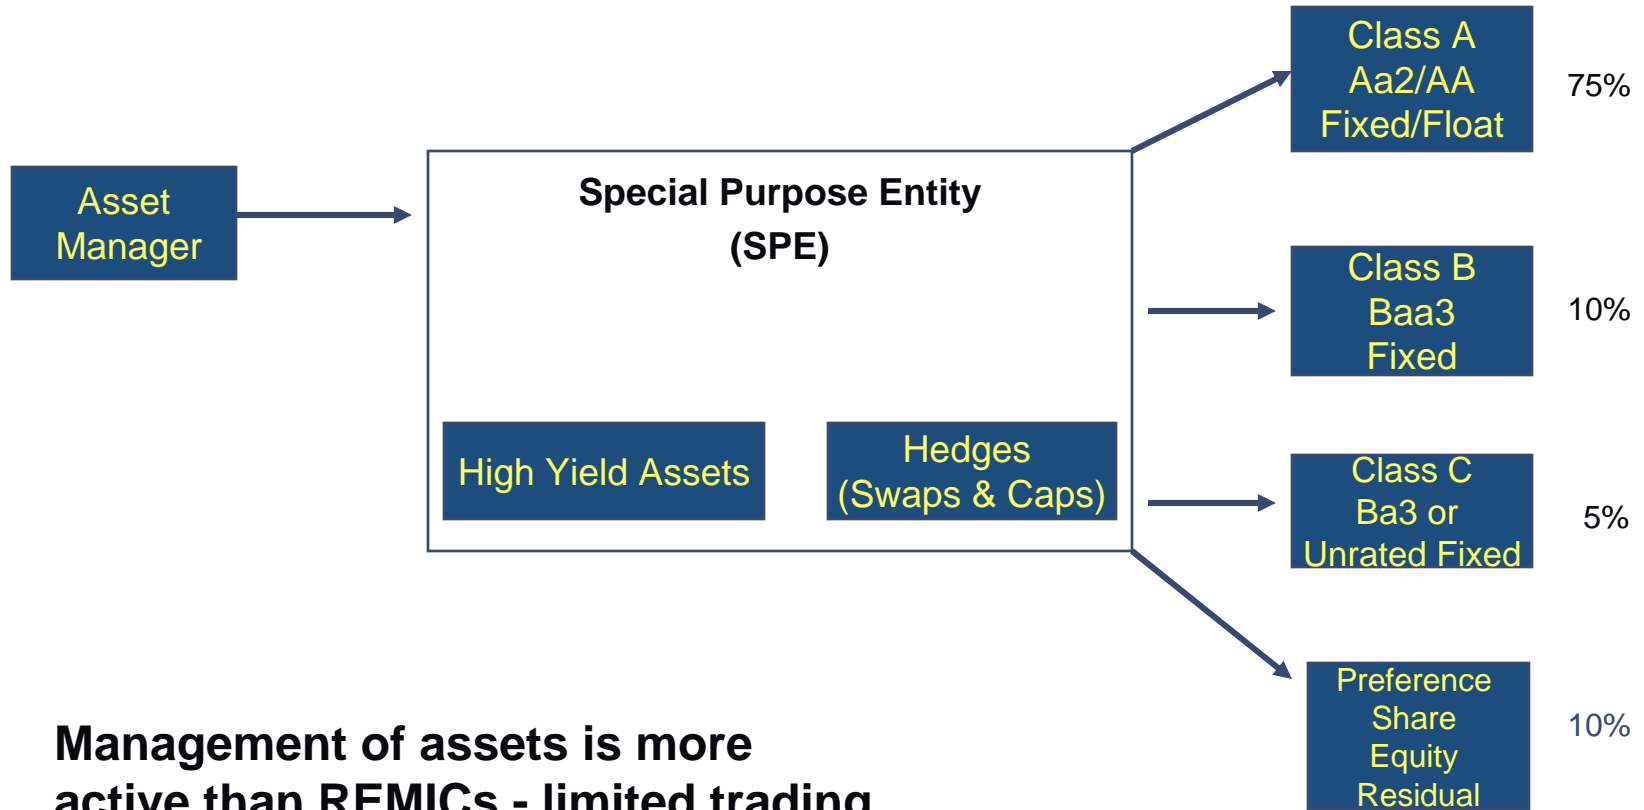 Class A
Aa2/AA
Fixed/Float
75%
Asset
Manager
Special Purpose Entity
(SPE)
Class B
Baa3
Fixed
10%
High Yield Assets
Hedges
(Swaps & Caps)
Class C
Ba3 or
Unrated Fixed
5%
Preference
Share
Equity
Residual
10%
Management of assets is more
active than REMICs - limited trading